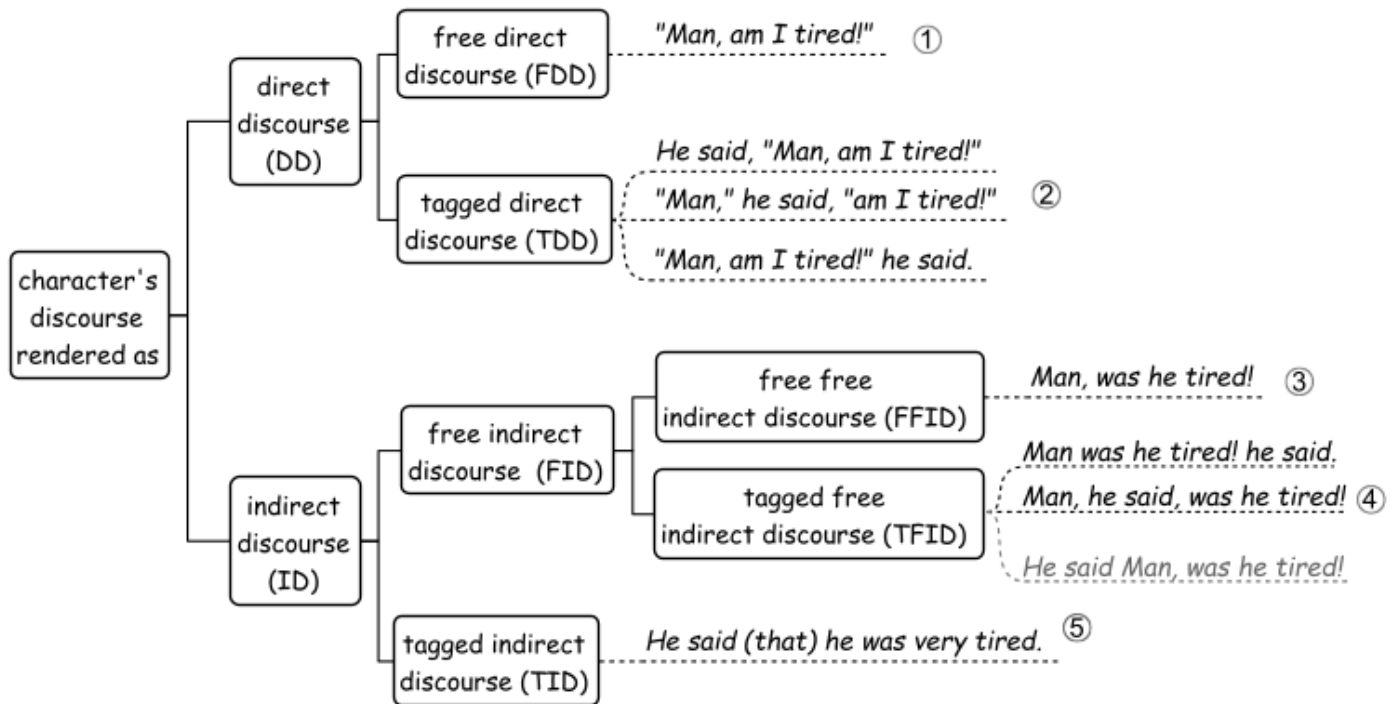 free direct
discourse (FDD)
"Man, am I tired!" ①
direct
discourse
(DD)
He said, "Man, am I tired!"
tagged direct
discourse (TDD)
"Man," he said, "am I tired!" ②
"Man, am I tired!" he said.
character's
discourse
rendered as
free free
indirect discourse (FFID)
Man, was he tired! ③
free indirect
discourse (FID)
Man was he tired! he said.
tagged free
indirect discourse (TFID)
Man, he said, was he tired! ④
He said Man, was he tired!
indirect
discourse
(ID)
tagged indirect
discourse (TID)
He said (that) he was very tired. ⑤